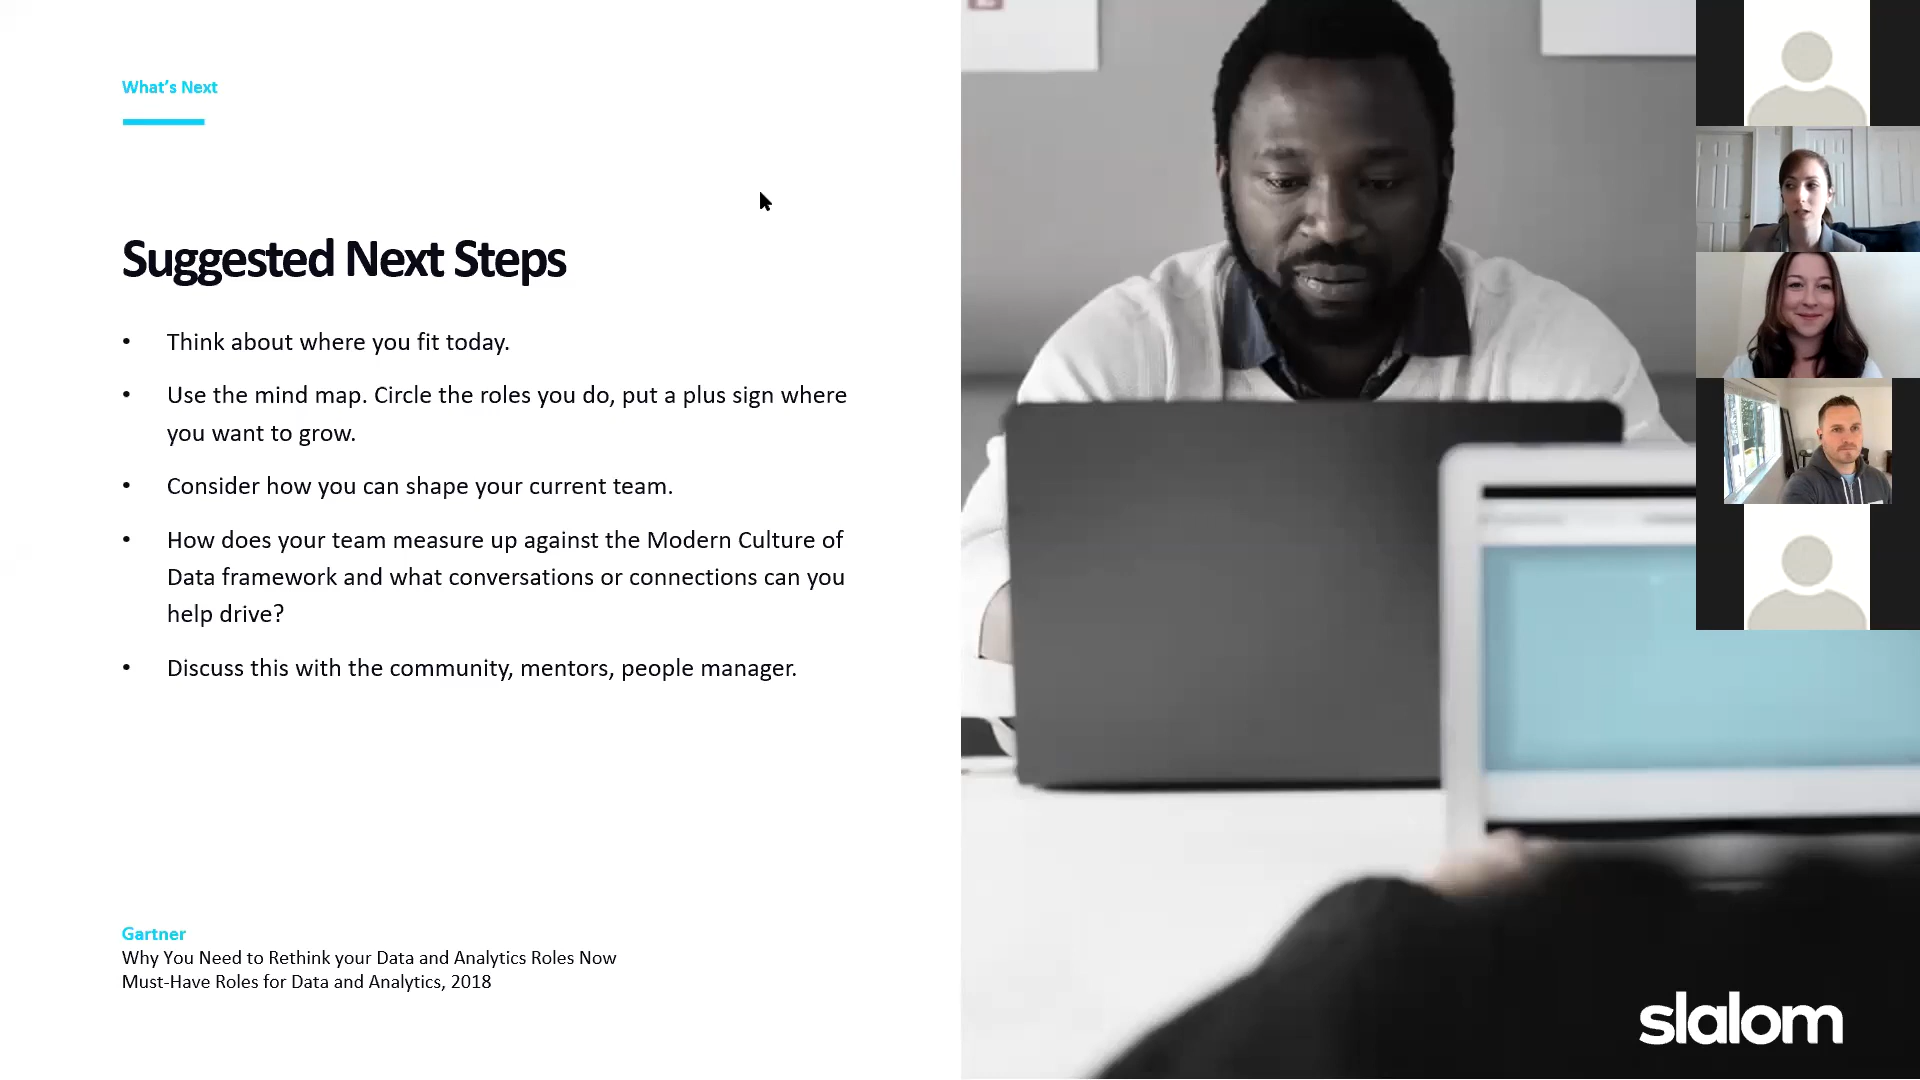 What's Next
Suggested Next Steps
• Think about where you fit today.
• Use the mind map. Circle the roles you do, put a plus sign where
you want to grow.
• Consider how you can shape your current team.
• How does your team measure up against the Modern Culture of
Data framework and what conversations or connections can you
help drive?
• Discuss this with the community, mentors, people manager.
Gartner
Why You Need to Rethink your Data and Analytics Roles Now
Must-Have Roles for Data and Analytics, 2018
slalom